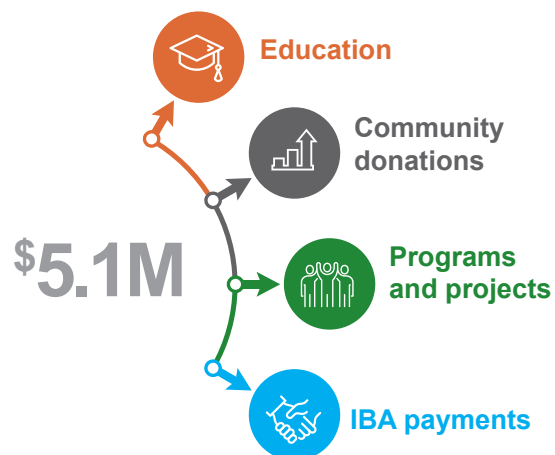 Education
Community
donations
$5.1M
Programs
and projects
IBA payments